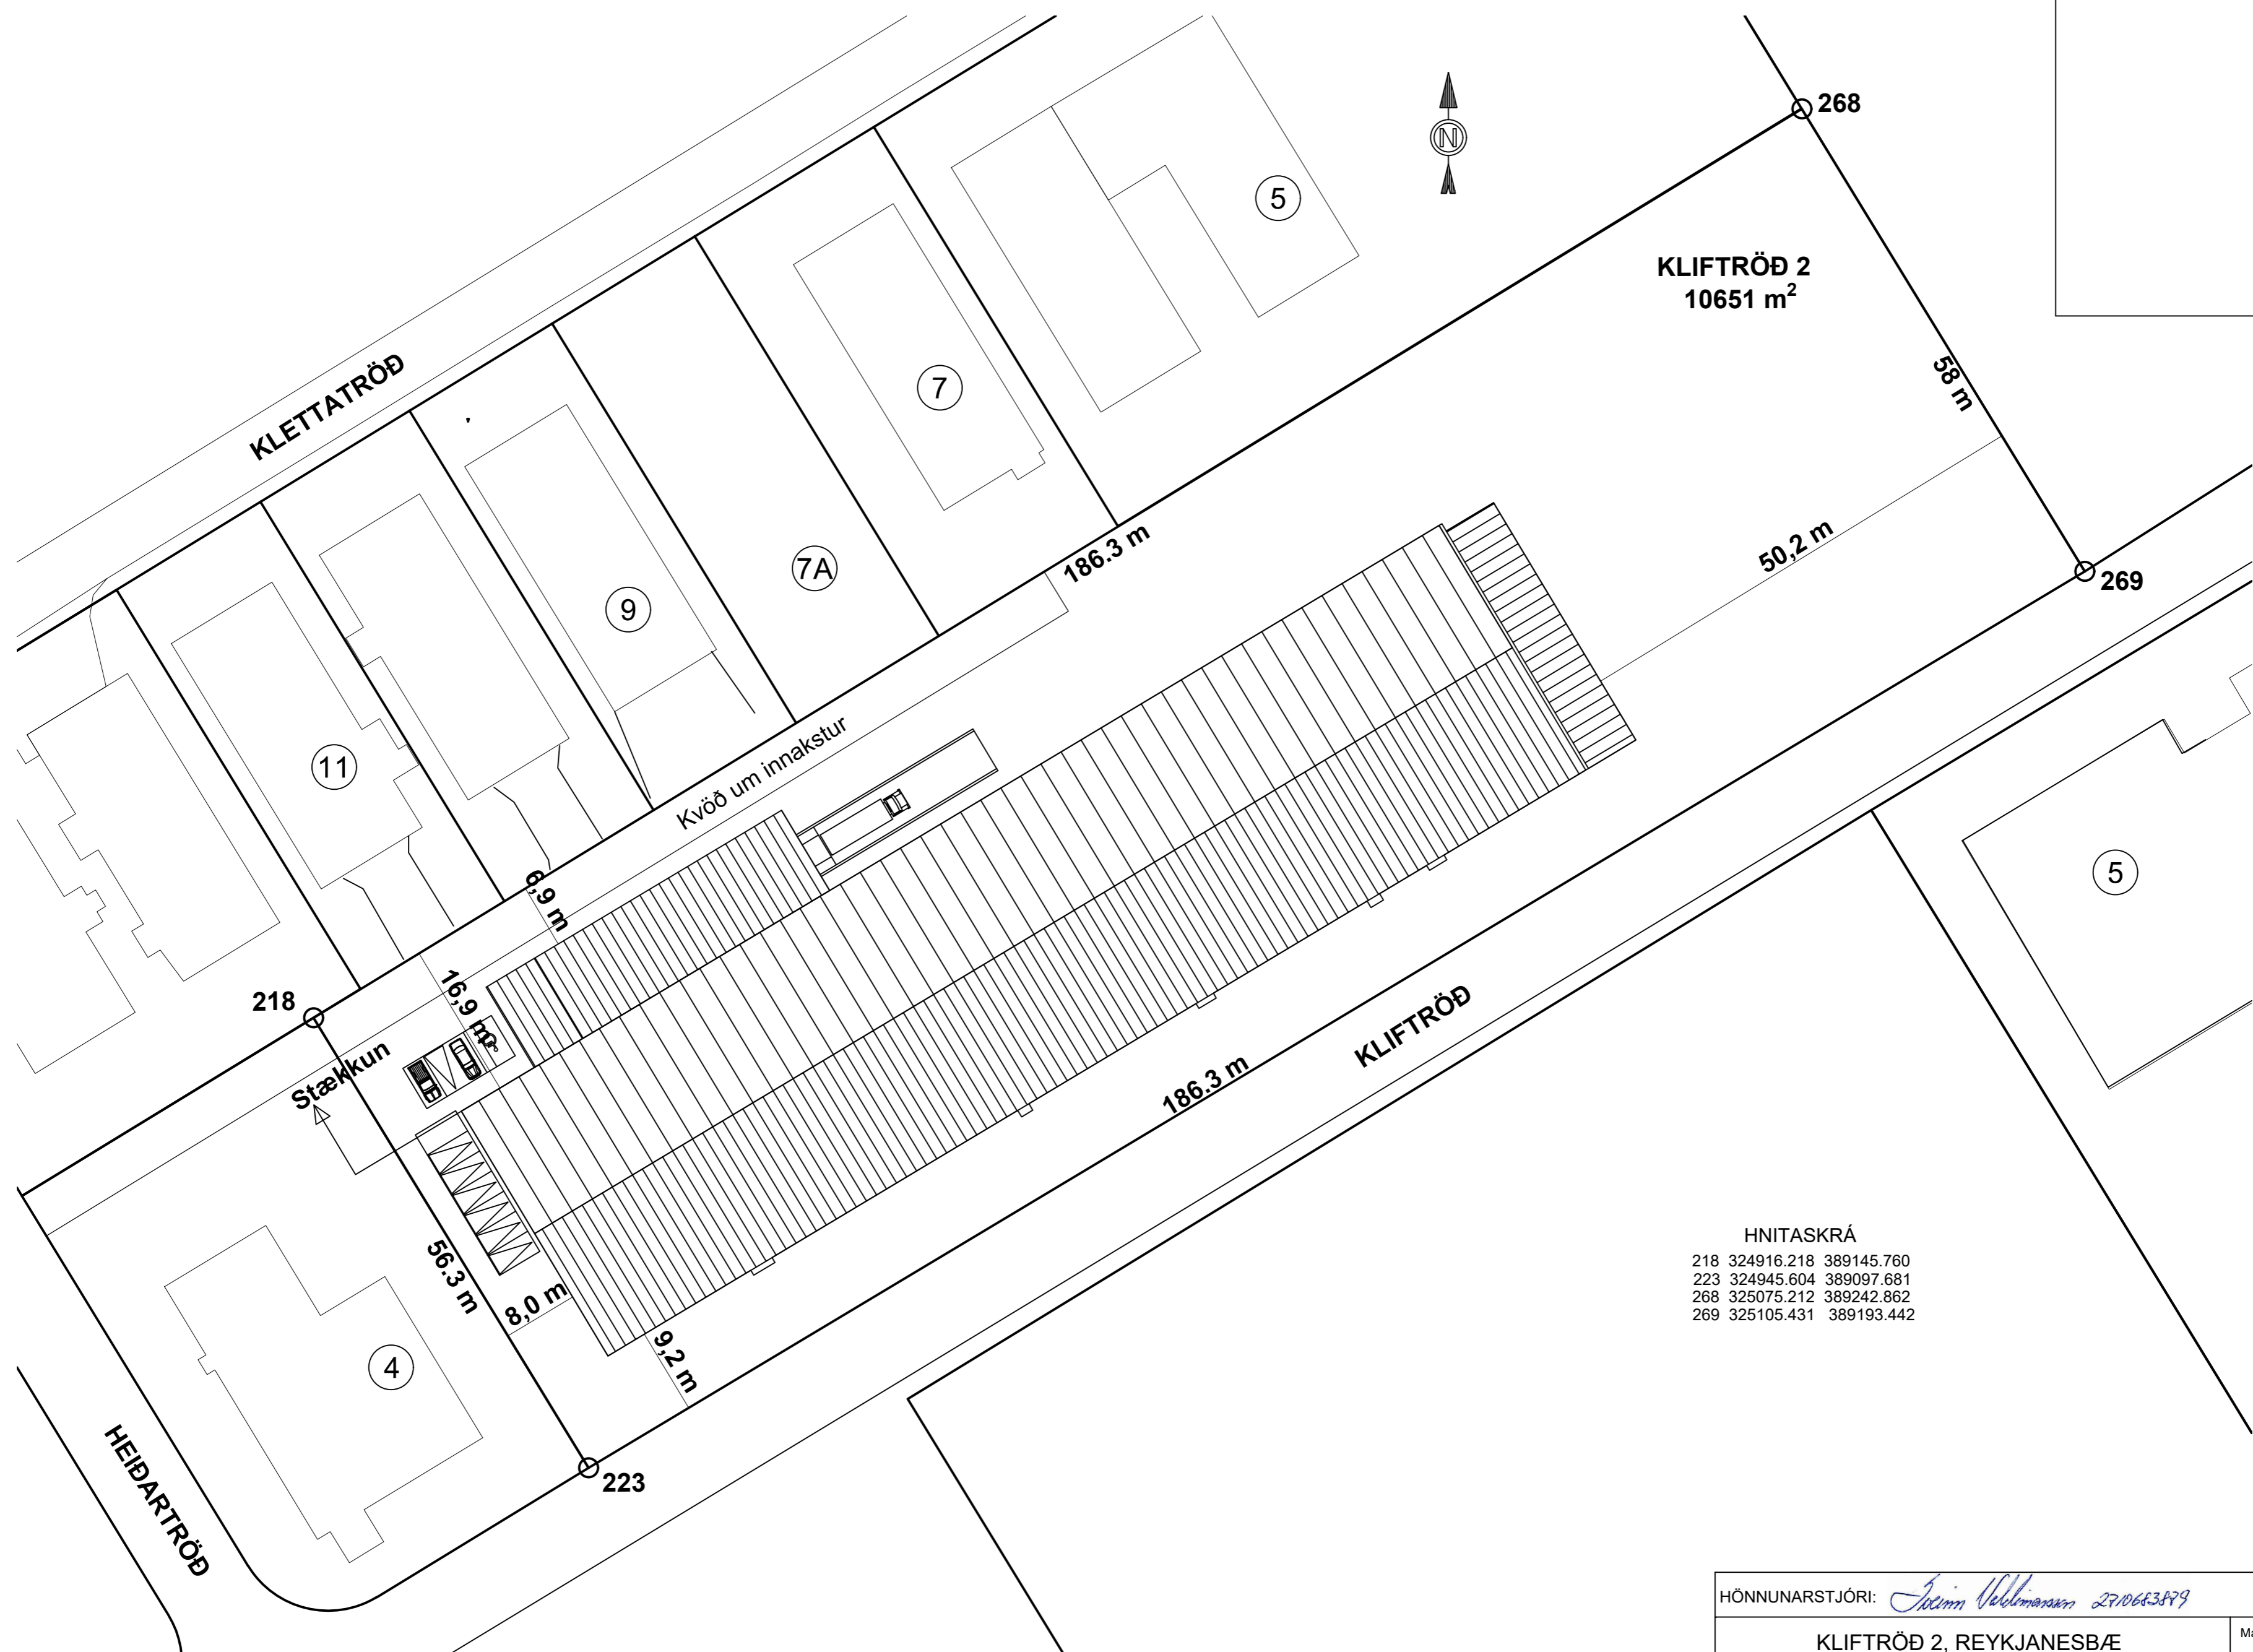 268
N
5
KLIFTRÖÐ 2
10651 m²
58 m
KLETTATRÖÐ
7
186.3 m
50,2 m
7A
269
9
Kvöð um innakstur
11
5
6,9 m
16,9 m
218
KLIFTRÖÐ
Stækkun
186.3 m
56.3 m
8,0 m
9,2 m
4
HNITASKRÁ
218 324916.218 389145.760
223 324945.604 389097.681
268 325075.212 389242.862
269 325105.431 389193.442
HEIÐARTRÖÐ
223
HÖNNUNARSTJÓRI: Sveinn Valdimarsson 2710683879
KLIFTRÖÐ 2, REYKJANESBÆ